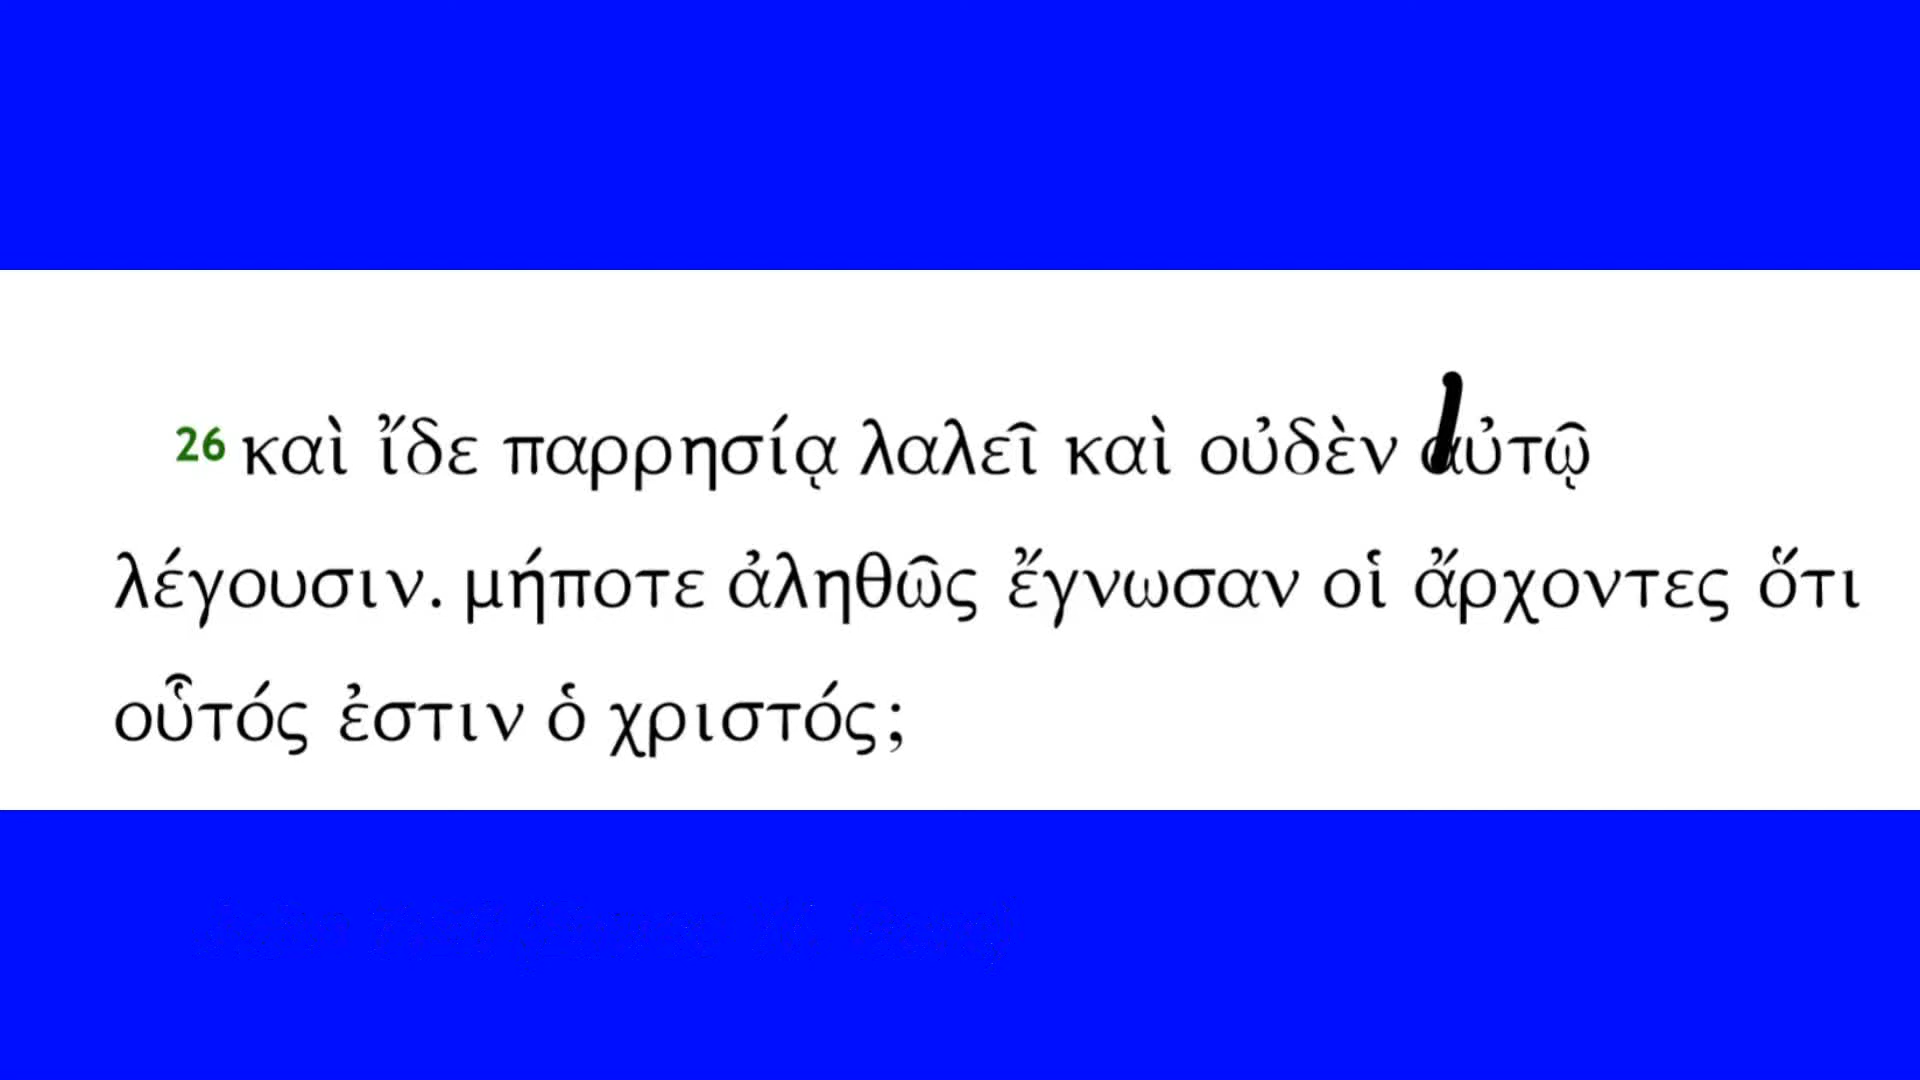 26 καὶ ἴδε παρρησίᾳ λαλεῖ καὶ οὐδὲν αὐτῷ
λέγουσιν. μήποτε ἀληθῶς ἔγνωσαν οἱ ἄρχοντες ὅτι
οὗτός ἐστιν ὁ χριστός;